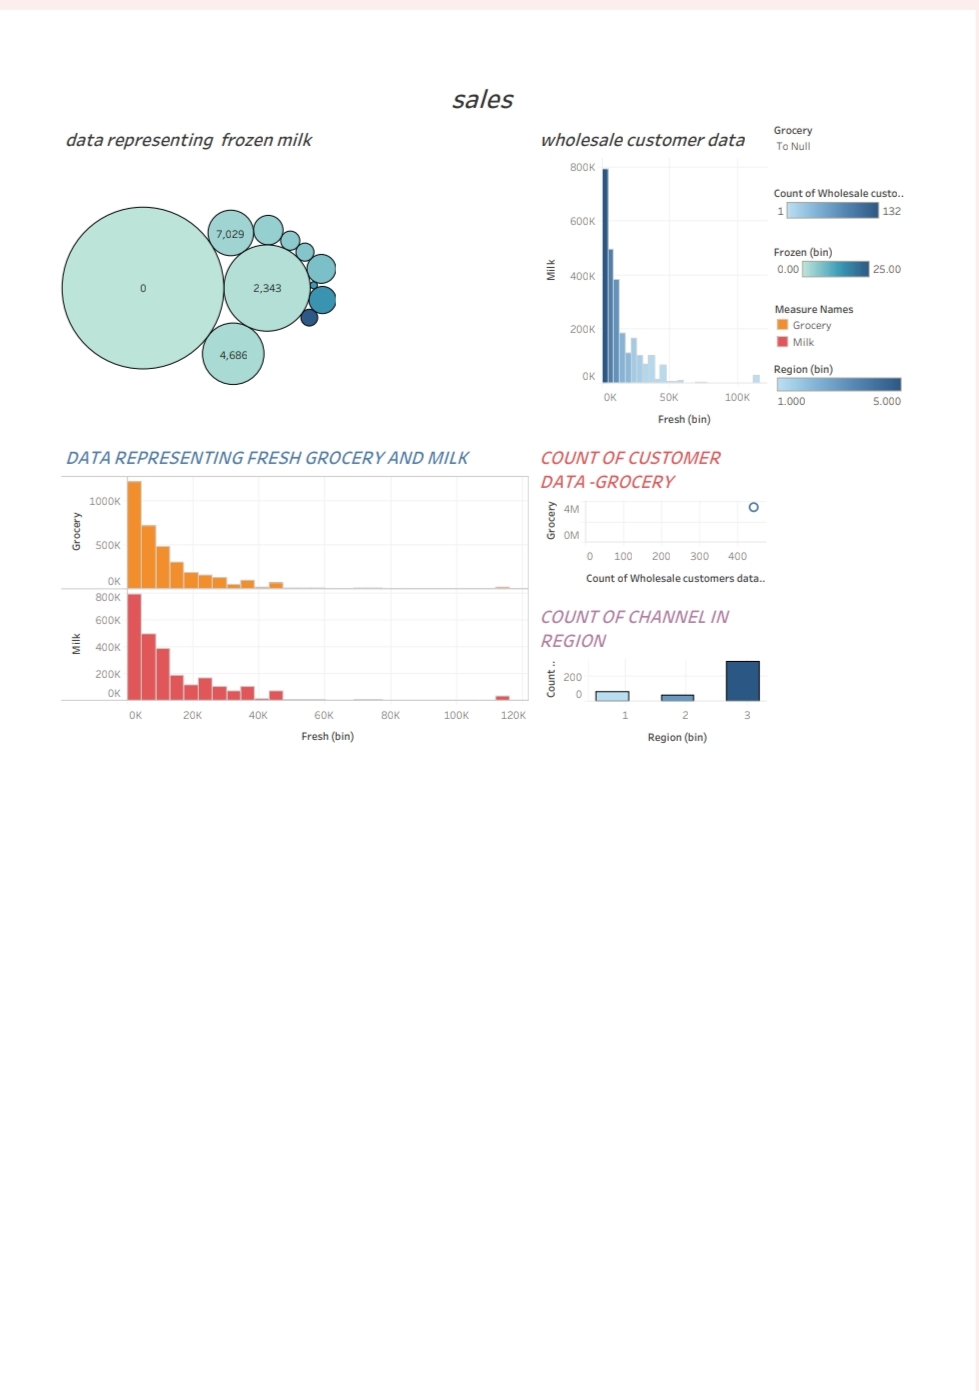 sales
data representing  frozen milk
0
7,029
2,343
4,686
wholesale customer data
Milk
800K
600K
400K
200K
0K
0K 50K 100K
Fresh (bin)
Grocery
To Null
Count of Wholesale custo..
1 132
Frozen (bin)
0.00 25.00
Measure Names
Grocery
Milk
Region (bin)
1.000 5.000
DATA REPRESENTING FRESH GROCERY AND MILK
Grocery
1000K
500K
0K
Milk
800K
600K
400K
200K
0K
0K 20K 40K 60K 80K 100K 120K
Fresh (bin)
COUNT OF CUSTOMER
DATA -GROCERY
Grocery
4M
0M
0 100 200 300 400
Count of Wholesale customers data..
COUNT OF CHANNEL IN
REGION
Count ..
200
0
1 2 3
Region (bin)